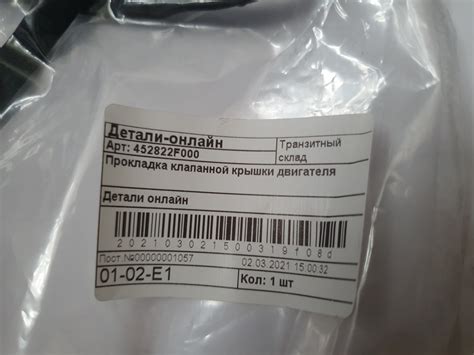 Детали-онлайн
Арт: 452822F000
Транзитный
склад
Прокладка клапанной крышки двигателя
Детали онлайн
202103021500319f08d
Пост.№00000001057
02.03.2021 15:00:32
01-02-E1
Кол: 1 шт